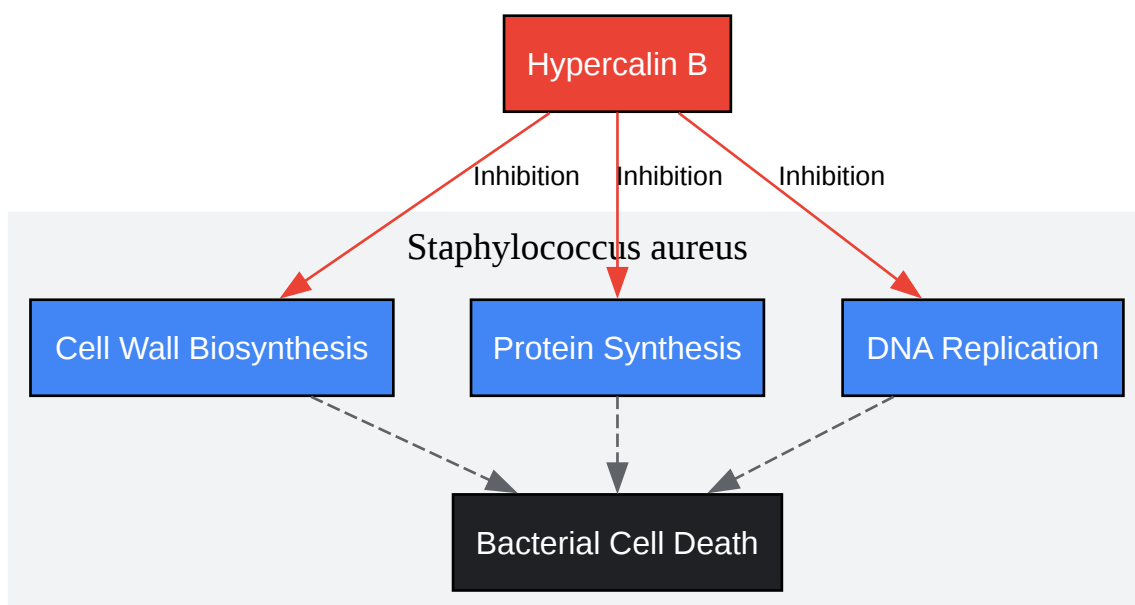 Hypercalin B
Inhibition
Inhibition
Inhibition
Staphylococcus aureus
Cell Wall Biosynthesis
Protein Synthesis
DNA Replication
Bacterial Cell Death